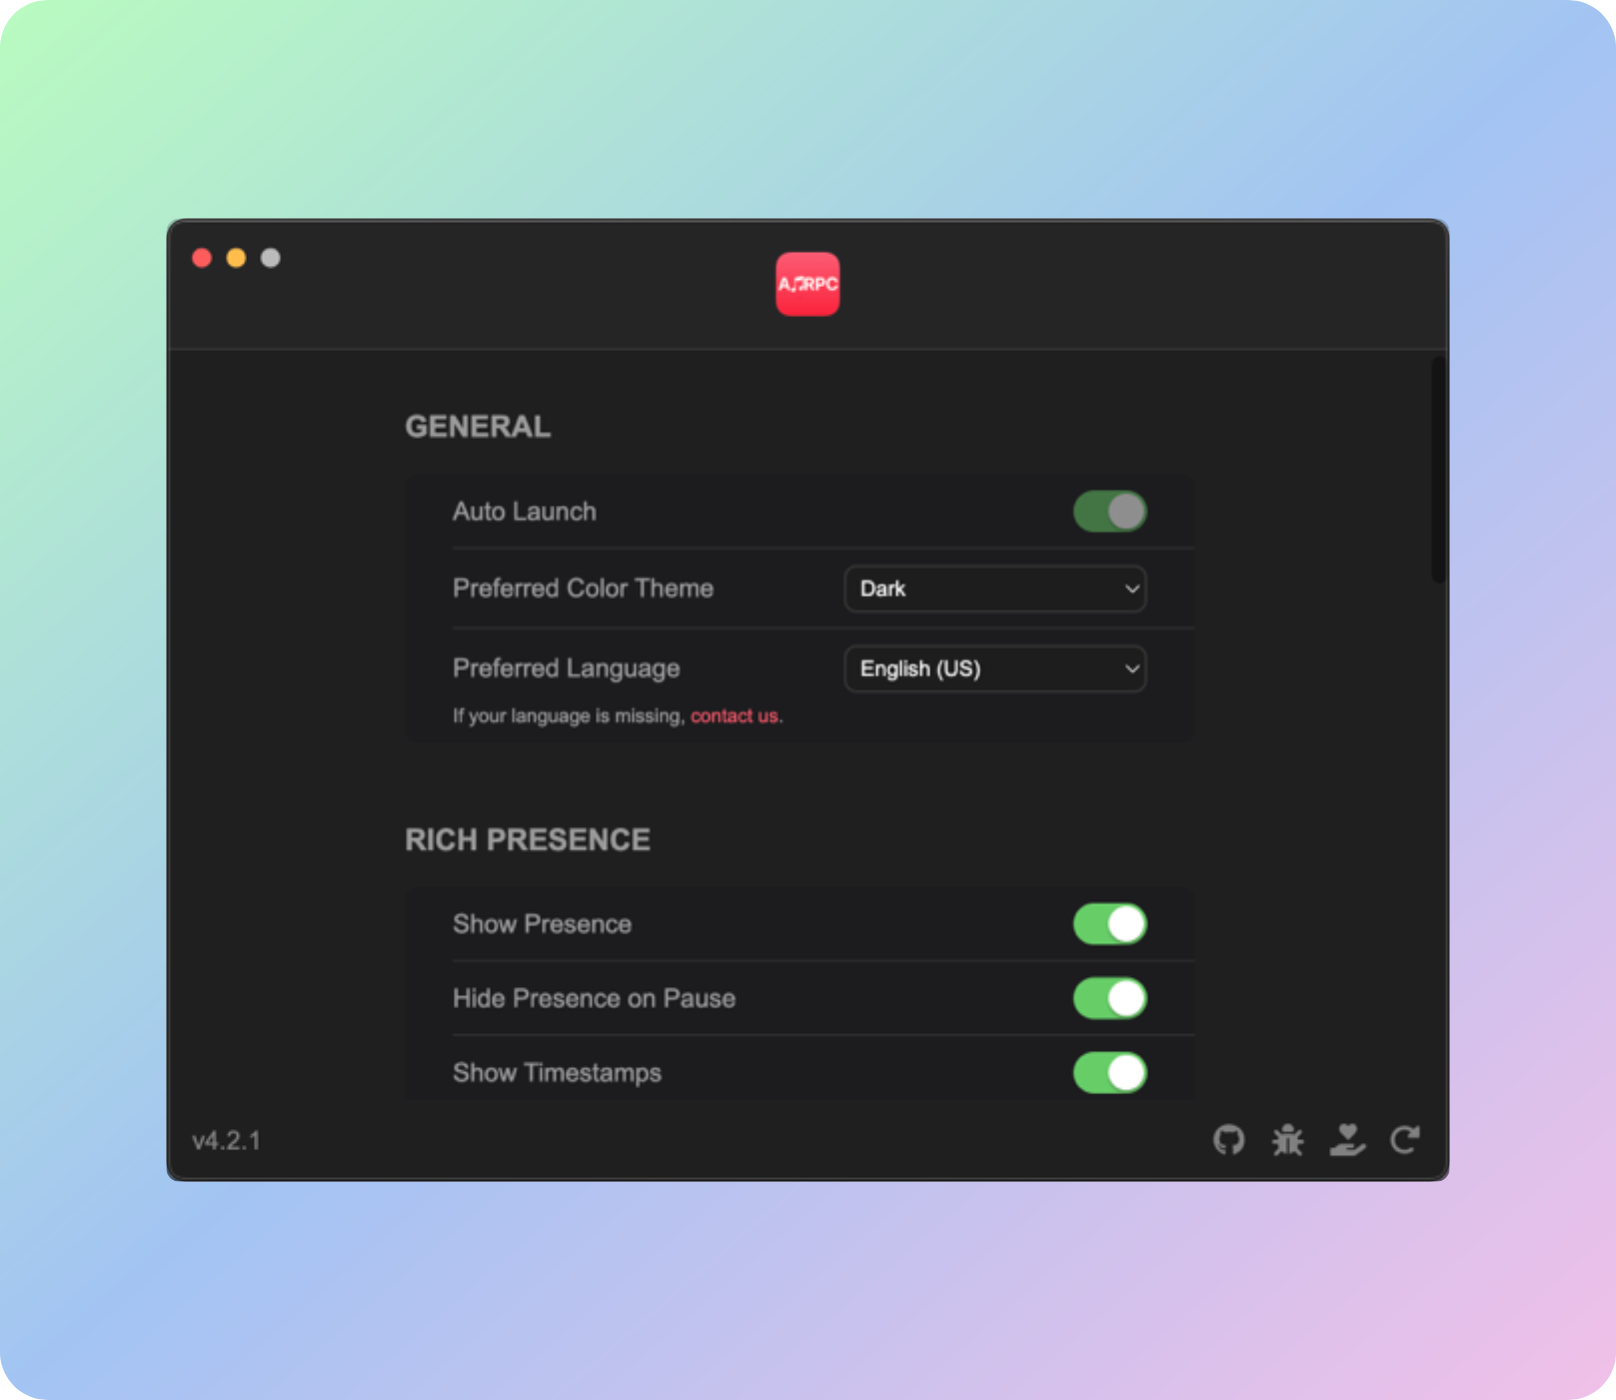 A♫RPC
GENERAL
Auto Launch
Preferred Color Theme
Dark
Preferred Language
English (US)
If your language is missing, contact us.
RICH PRESENCE
Show Presence
Hide Presence on Pause
Show Timestamps
v4.2.1